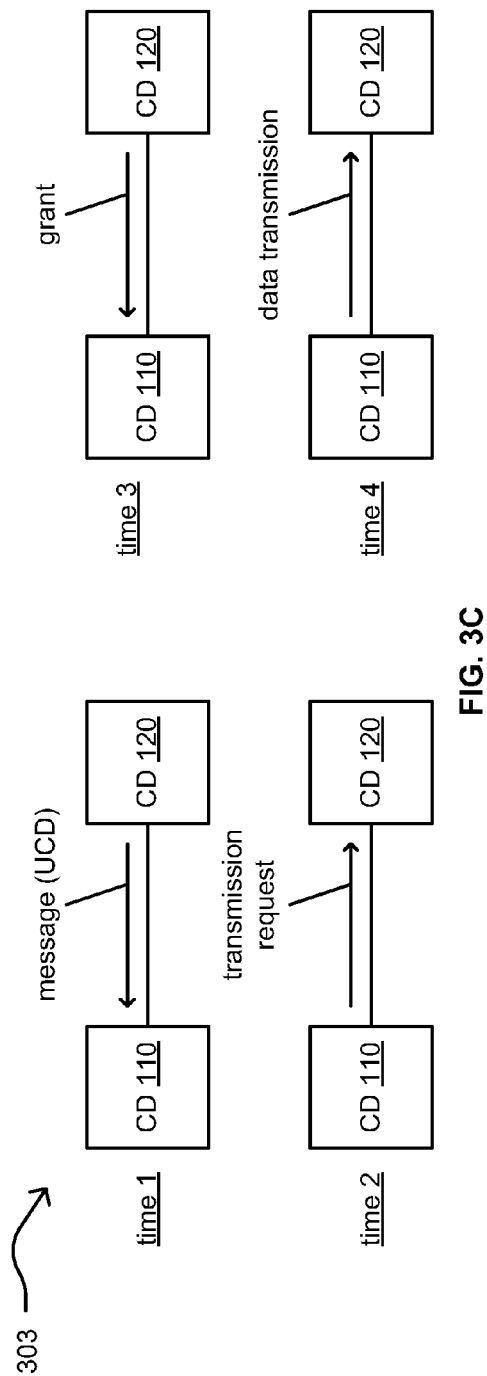 303
time 1
message (UCD)
CD 110
CD 120
time 2
transmission
request
CD 110
CD 120
time 3
grant
CD 110
CD 120
time 4
data transmission
CD 110
CD 120
FIG. 3C